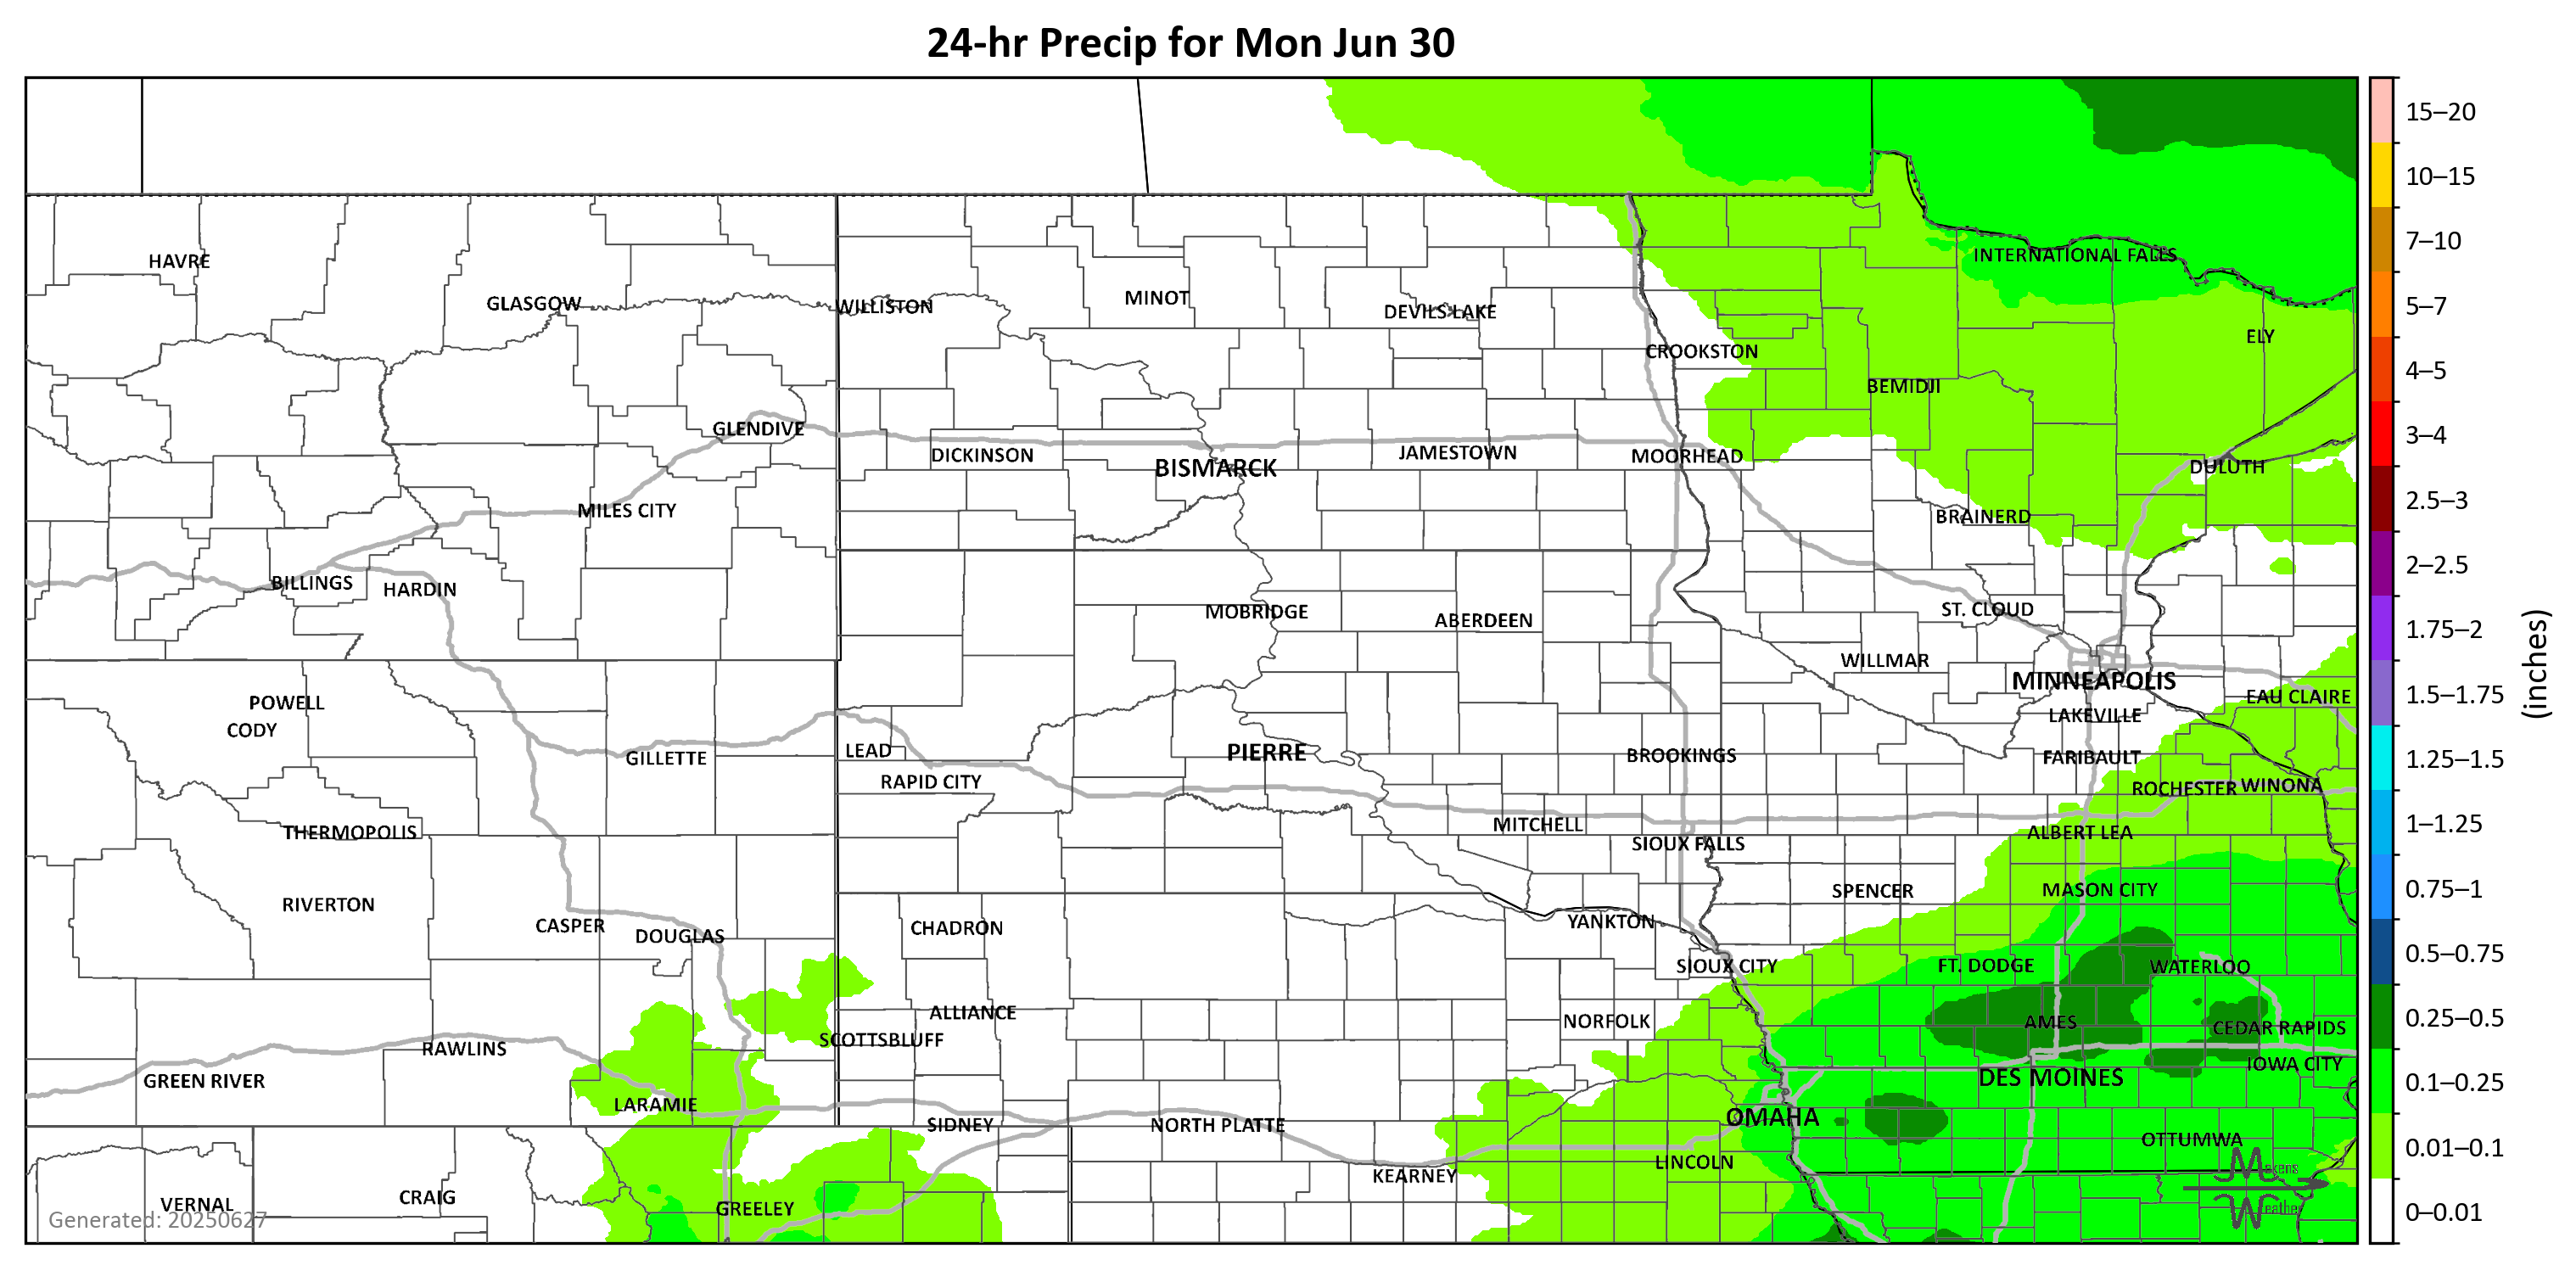 24-hr Precip for Mon Jun 30
15–20
10–15
7–10
5–7
4–5
3–4
2.5–3
2–2.5
1.75–2
1.5–1.75
1.25–1.5
1–1.25
0.75–1
0.5–0.75
0.25–0.5
0.1–0.25
0.01–0.1
0–0.01
(inches)
HAVRE
INTERNATIONAL FALLS
GLASGOW
WILLISTON
MINOT
DEVILS LAKE
ELY
CROOKSTON
BEMIDJI
GLENDIVE
DICKINSON
BISMARCK
JAMESTOWN
MOORHEAD
DULUTH
MILES CITY
BRAINERD
BILLINGS
HARDIN
MOBRIDGE
ABERDEEN
ST. CLOUD
WILLMAR
MINNEAPOLIS
POWELL
EAU CLAIRE
CODY
LAKEVILLE
GILLETTE
LEAD
PIERRE
BROOKINGS
FARIBAULT
RAPID CITY
ROCHESTER
WINONA
THERMOPOLIS
MITCHELL
SIOUX FALLS
ALBERT LEA
RIVERTON
SPENCER
MASON CITY
CASPER
DOUGLAS
CHADRON
YANKTON
SIOUX CITY
FT. DODGE
WATERLOO
ALLIANCE
NORFOLK
AMES
CEDAR RAPIDS
RAWLINS
SCOTTSBLUFF
IOWA CITY
GREEN RIVER
DES MOINES
LARAMIE
SIDNEY
NORTH PLATTE
OMAHA
OTTUMWA
KEARNEY
LINCOLN
VERNAL
CRAIG
GREELEY
Generated: 20250627
Makens
Weather